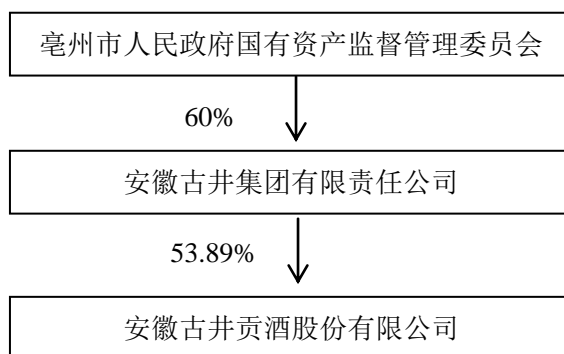 亳州市人民政府国有资产监督管理委员会
60%
安徽古井集团有限责任公司
53.89%
安徽古井贡酒股份有限公司